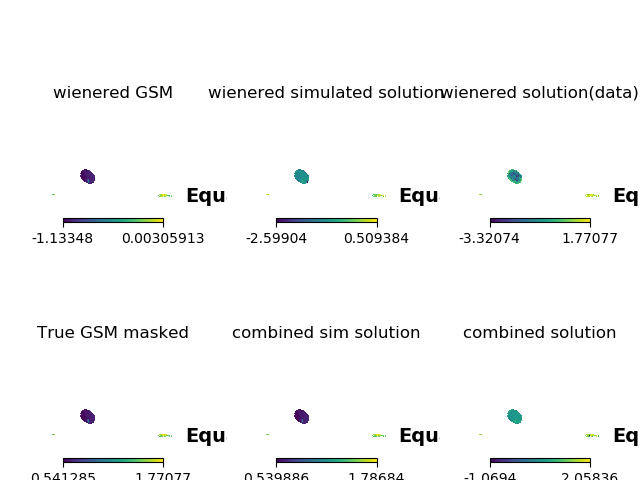 wienered GSM
wienered simulated solution
wienered solution(data)
Equ
Equ
Eq
-1.13348 0.00305913
-2.59904 0.509384
-3.32074 1.77077
True GSM masked
combined sim solution
combined solution
Equ
Equ
Eq
0.541285 1.77077
0.539886 1.78684
-1.0694 2.05836